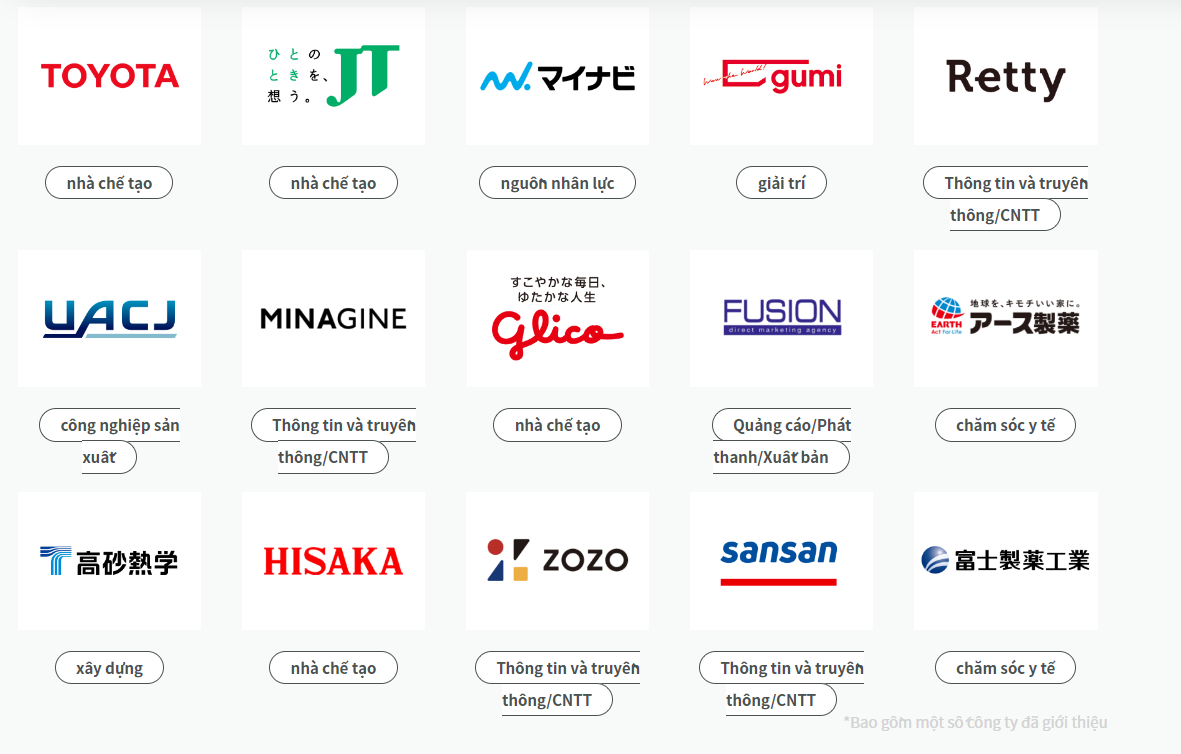 TOYOTA
ひとの
ときを、
想う。
JT
マイナビ
gumi
Retty
nhà chế tạo
nhà chế tạo
nguồn nhân lực
giải trí
Thông tin và truyền
thông/CNTT
UACJ
MINAGINE
すこやかな毎日、
ゆたかな人生
glico
FUSION
direct marketing agency
EARTH
Act For Life
地球を、キモチいい家に。
アース製薬
công nghiệp sản
xuất
Thông tin và truyền
thông/CNTT
nhà chế tạo
Quảng cáo/Phát
thanh/Xuất bản
chăm sóc y tế
高砂熱学
HISAKA
ZOZO
sansan
富士製薬工業
xây dựng
nhà chế tạo
Thông tin và truyền
thông/CNTT
Thông tin và truyền
thông/CNTT
chăm sóc y tế
*Bao gồm một số công ty đã giới thiệu